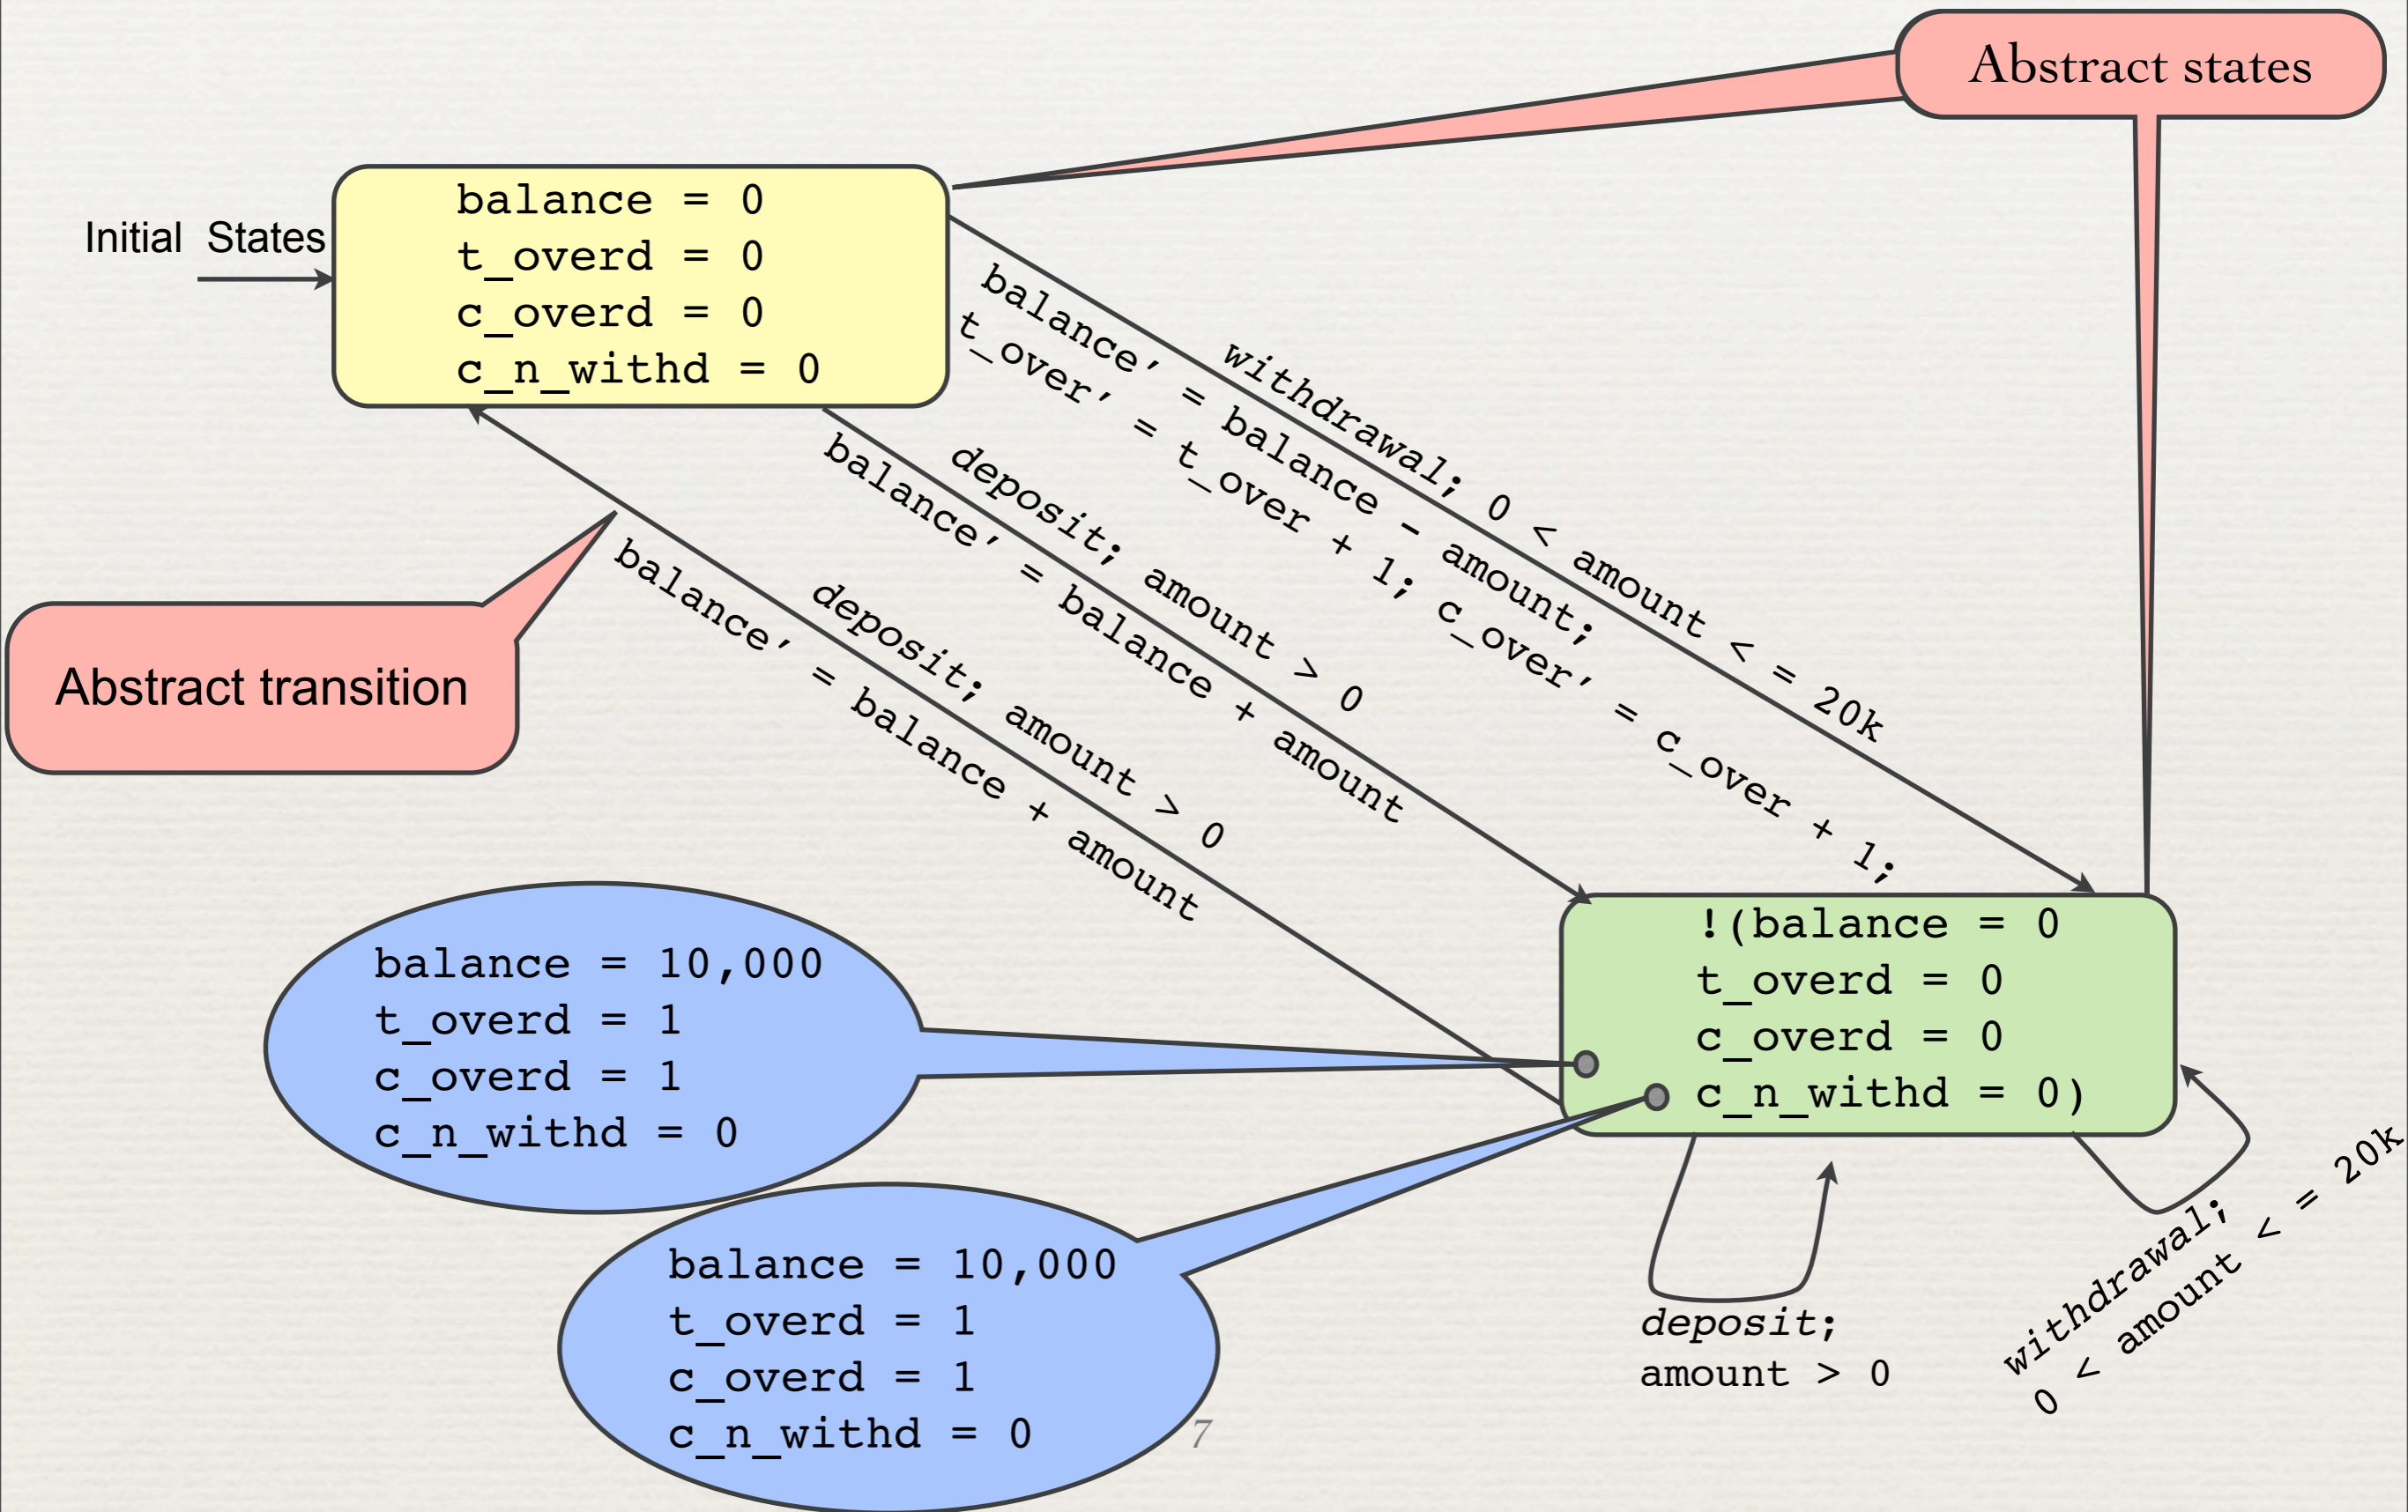 Abstract states
Initial States
balance = 0
t_overd = 0
c_overd = 0
c_n_withd = 0
withdrawal; 0 < amount < = 20k
balance’ = balance - amount;
t_over’ = t_over + 1; c_over’ = c_over + 1;
deposit; amount > 0
balance’ = balance + amount
deposit; amount > 0
balance’ = balance + amount
Abstract transition
!(balance = 0
t_overd = 0
c_overd = 0
c_n_withd = 0)
balance = 10,000
t_overd = 1
c_overd = 1
c_n_withd = 0
balance = 10,000
t_overd = 1
c_overd = 1
c_n_withd = 0
deposit;
amount > 0
withdrawal;
0 < amount < = 20k
7